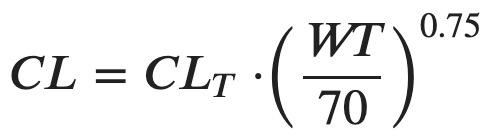 CL = CL_T · (WT/70)^0.75